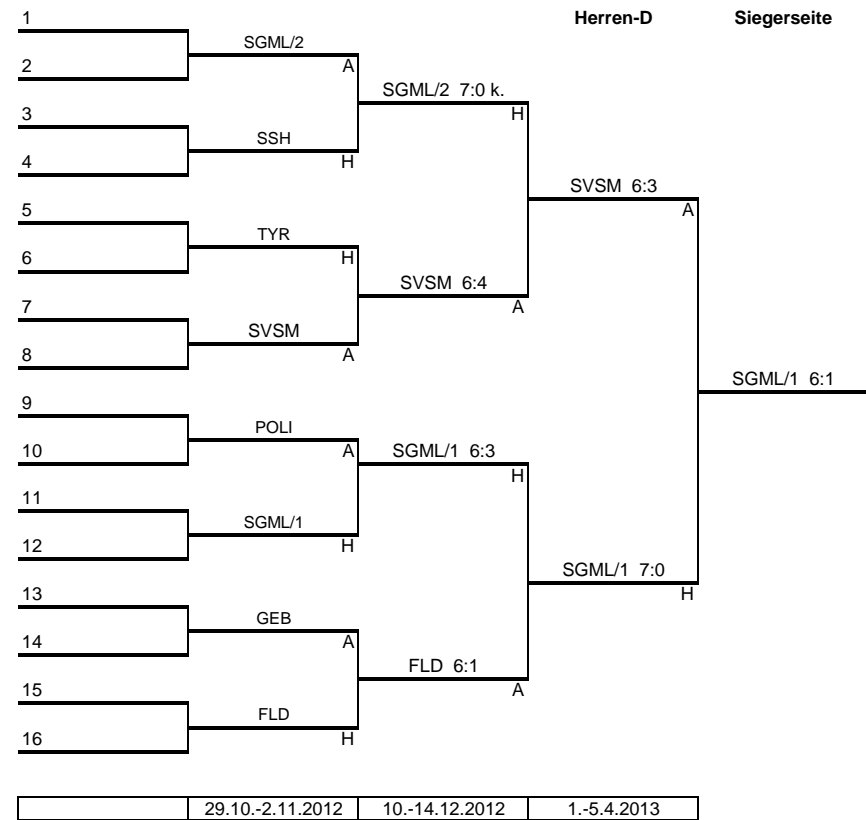 1 Herren-D Siegerseite
SGML/2
2 A
SGML/2 7:0 k.
3 H
SSH
4 H
SVSM 6:3
5 A
TYR
6 H
SVSM 6:4
7 A
SVSM
8 A
SGML/1 6:1
9
POLI
10 A SGML/1 6:3
H
11
SGML/1
12 H
SGML/1 7:0
13 H
GEB
14 A
FLD 6:1
15 A
FLD
16 H
29.10.-2.11.2012 10.-14.12.2012 1.-5.4.2013